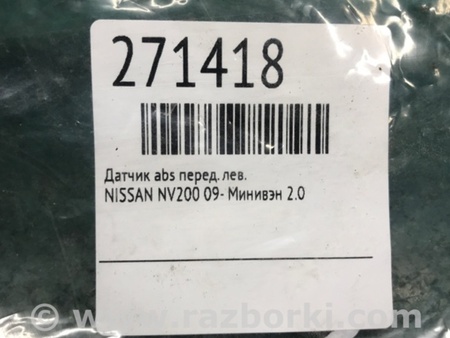 271418
Датчик abs перед. лев.
NISSAN NV200 09- Минивэн 2.0
© www.razborki.com